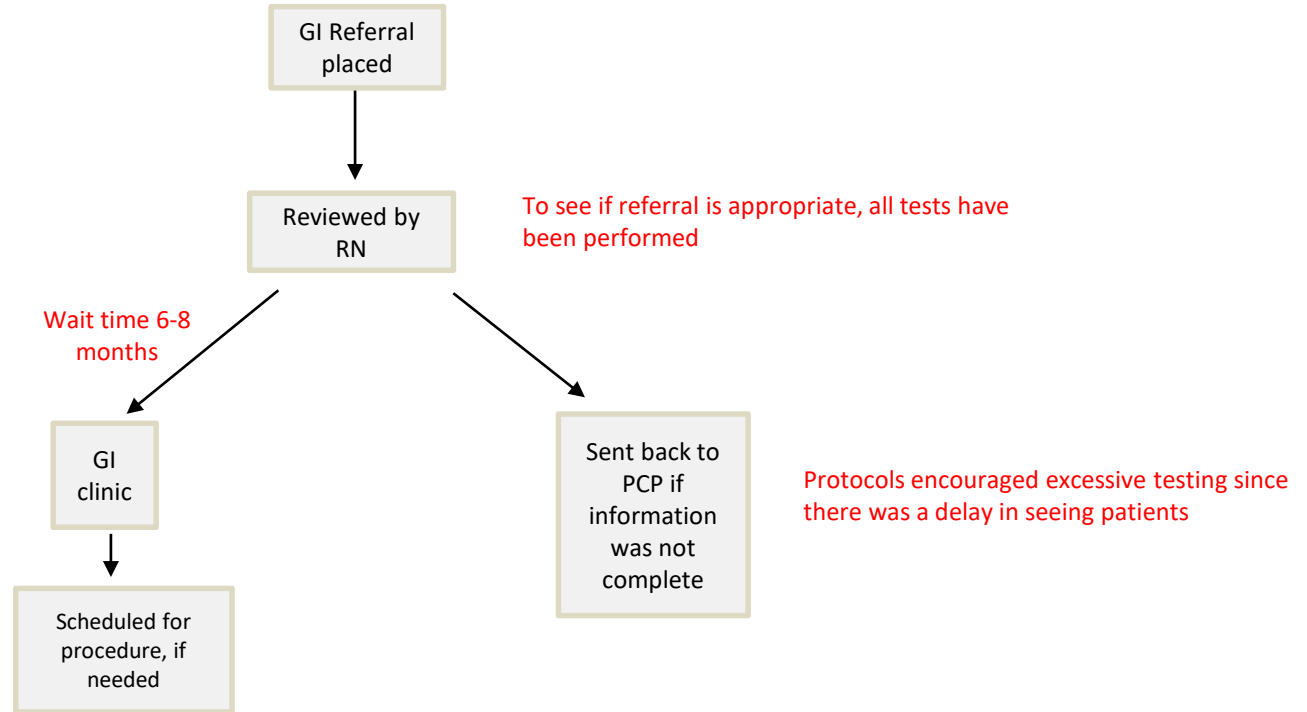 GI Referral
placed
Reviewed by
RN
To see if referral is appropriate, all tests have
been performed
Wait time 6-8
months
GI
clinic
Sent back to
PCP if
information
was not
complete
Protocols encouraged excessive testing since
there was a delay in seeing patients
Scheduled for
procedure, if
needed